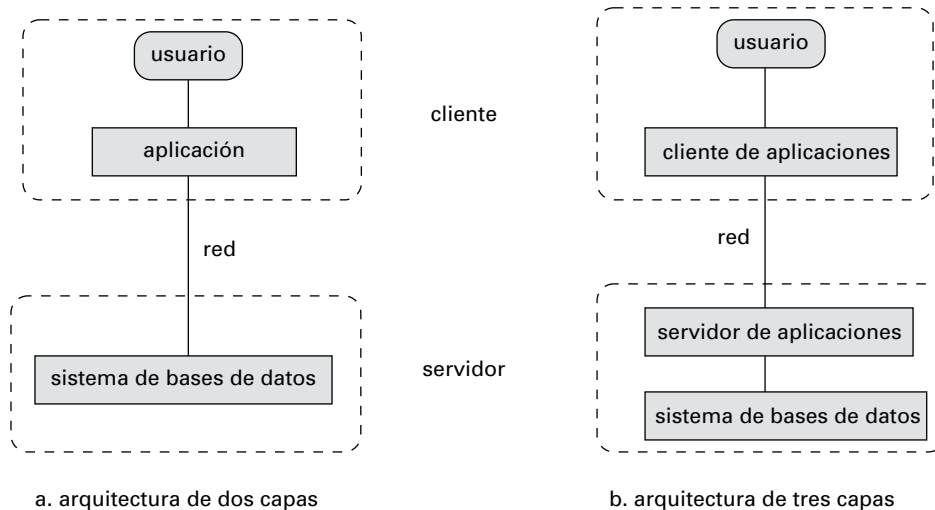 usuario
aplicación
red
sistema de bases de datos
a. arquitectura de dos capas
cliente
servidor
usuario
cliente de aplicaciones
red
servidor de aplicaciones
sistema de bases de datos
b. arquitectura de tres capas